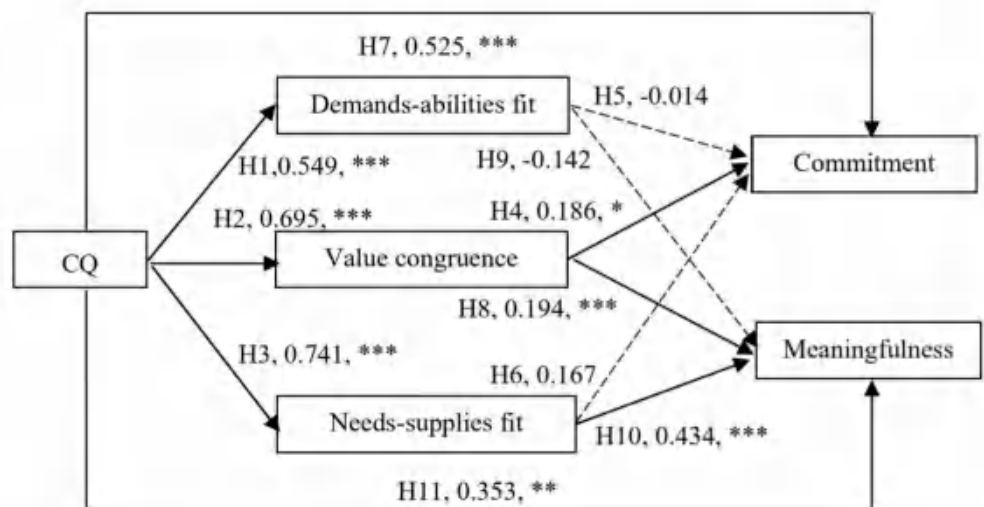 H7, 0.525, ***
Demands-abilities fit
H5, -0.014
H1,0.549, ***
H9, -0.142
Commitment
H2, 0.695, ***
H4, 0.186, *
CQ
Value congruence
H8, 0.194, ***
H3, 0.741, ***
H6, 0.167
Meaningfulness
Needs-supplies fit
H10, 0.434, ***
H11, 0.353, **